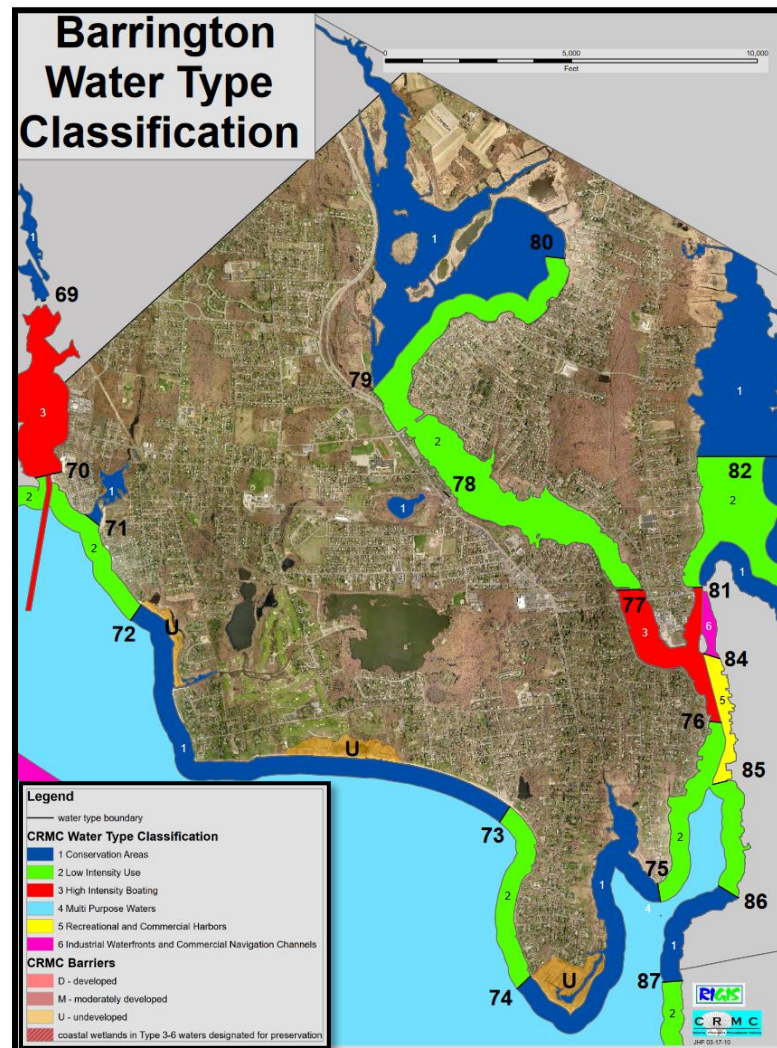 Barrington
Water Type
Classification
0
5,000
10,000
Feet
1
69
3
70
2
1
71
2
72
U
1
U
73
2
74
U
1
75
4
2
76
3
77
78
2
79
1
80
1
1
82
2
1
81
6
84
5
85
2
86
1
87
2
Legend
water type boundary
CRMC Water Type Classification
1 Conservation Areas
2 Low Intensity Use
3 High Intensity Boating
4 Multi Purpose Waters
5 Recreational and Commercial Harbors
6 Industrial Waterfronts and Commercial Navigation Channels
CRMC Barriers
D - developed
M - moderately developed
U - undeveloped
coastal wetlands in Type 3-6 waters designated for preservation
RIGIS
CRMC
JHF 03-17-10